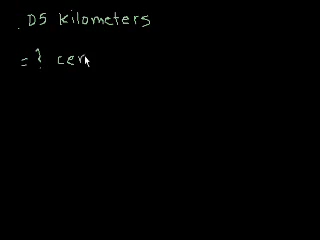 .05 kilometers
= ? cen